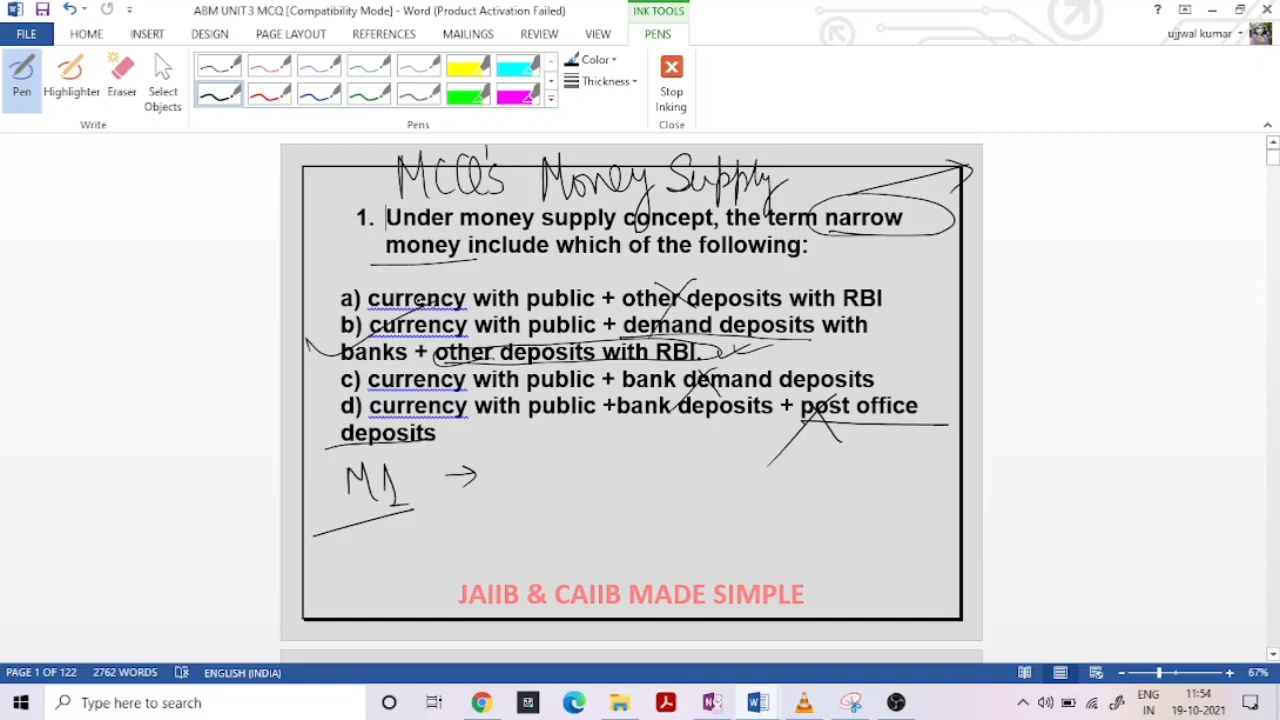 ABM UNIT 3 MCQ [Compatibility Mode] - Word (Product Activation Failed)
INK TOOLS
FILE HOME INSERT DESIGN PAGE LAYOUT REFERENCES MAILINGS REVIEW VIEW PENS
ujjwal kumar
Pen Highlighter Eraser Select Objects
Color
Thickness
Stop Inking
Write Pens Close
MCQ's Money Supply
1. Under money supply concept, the term narrow
money include which of the following:
a) currency with public + other deposits with RBI
b) currency with public + demand deposits with
banks + other deposits with RBI.
c) currency with public + bank demand deposits
d) currency with public +bank deposits + post office
deposits
M1 →
JAIIB & CAIIB MADE SIMPLE
PAGE 1 OF 122 2762 WORDS ENGLISH (INDIA) 67%
Type here to search
ENG 11:54
IN 19-10-2021